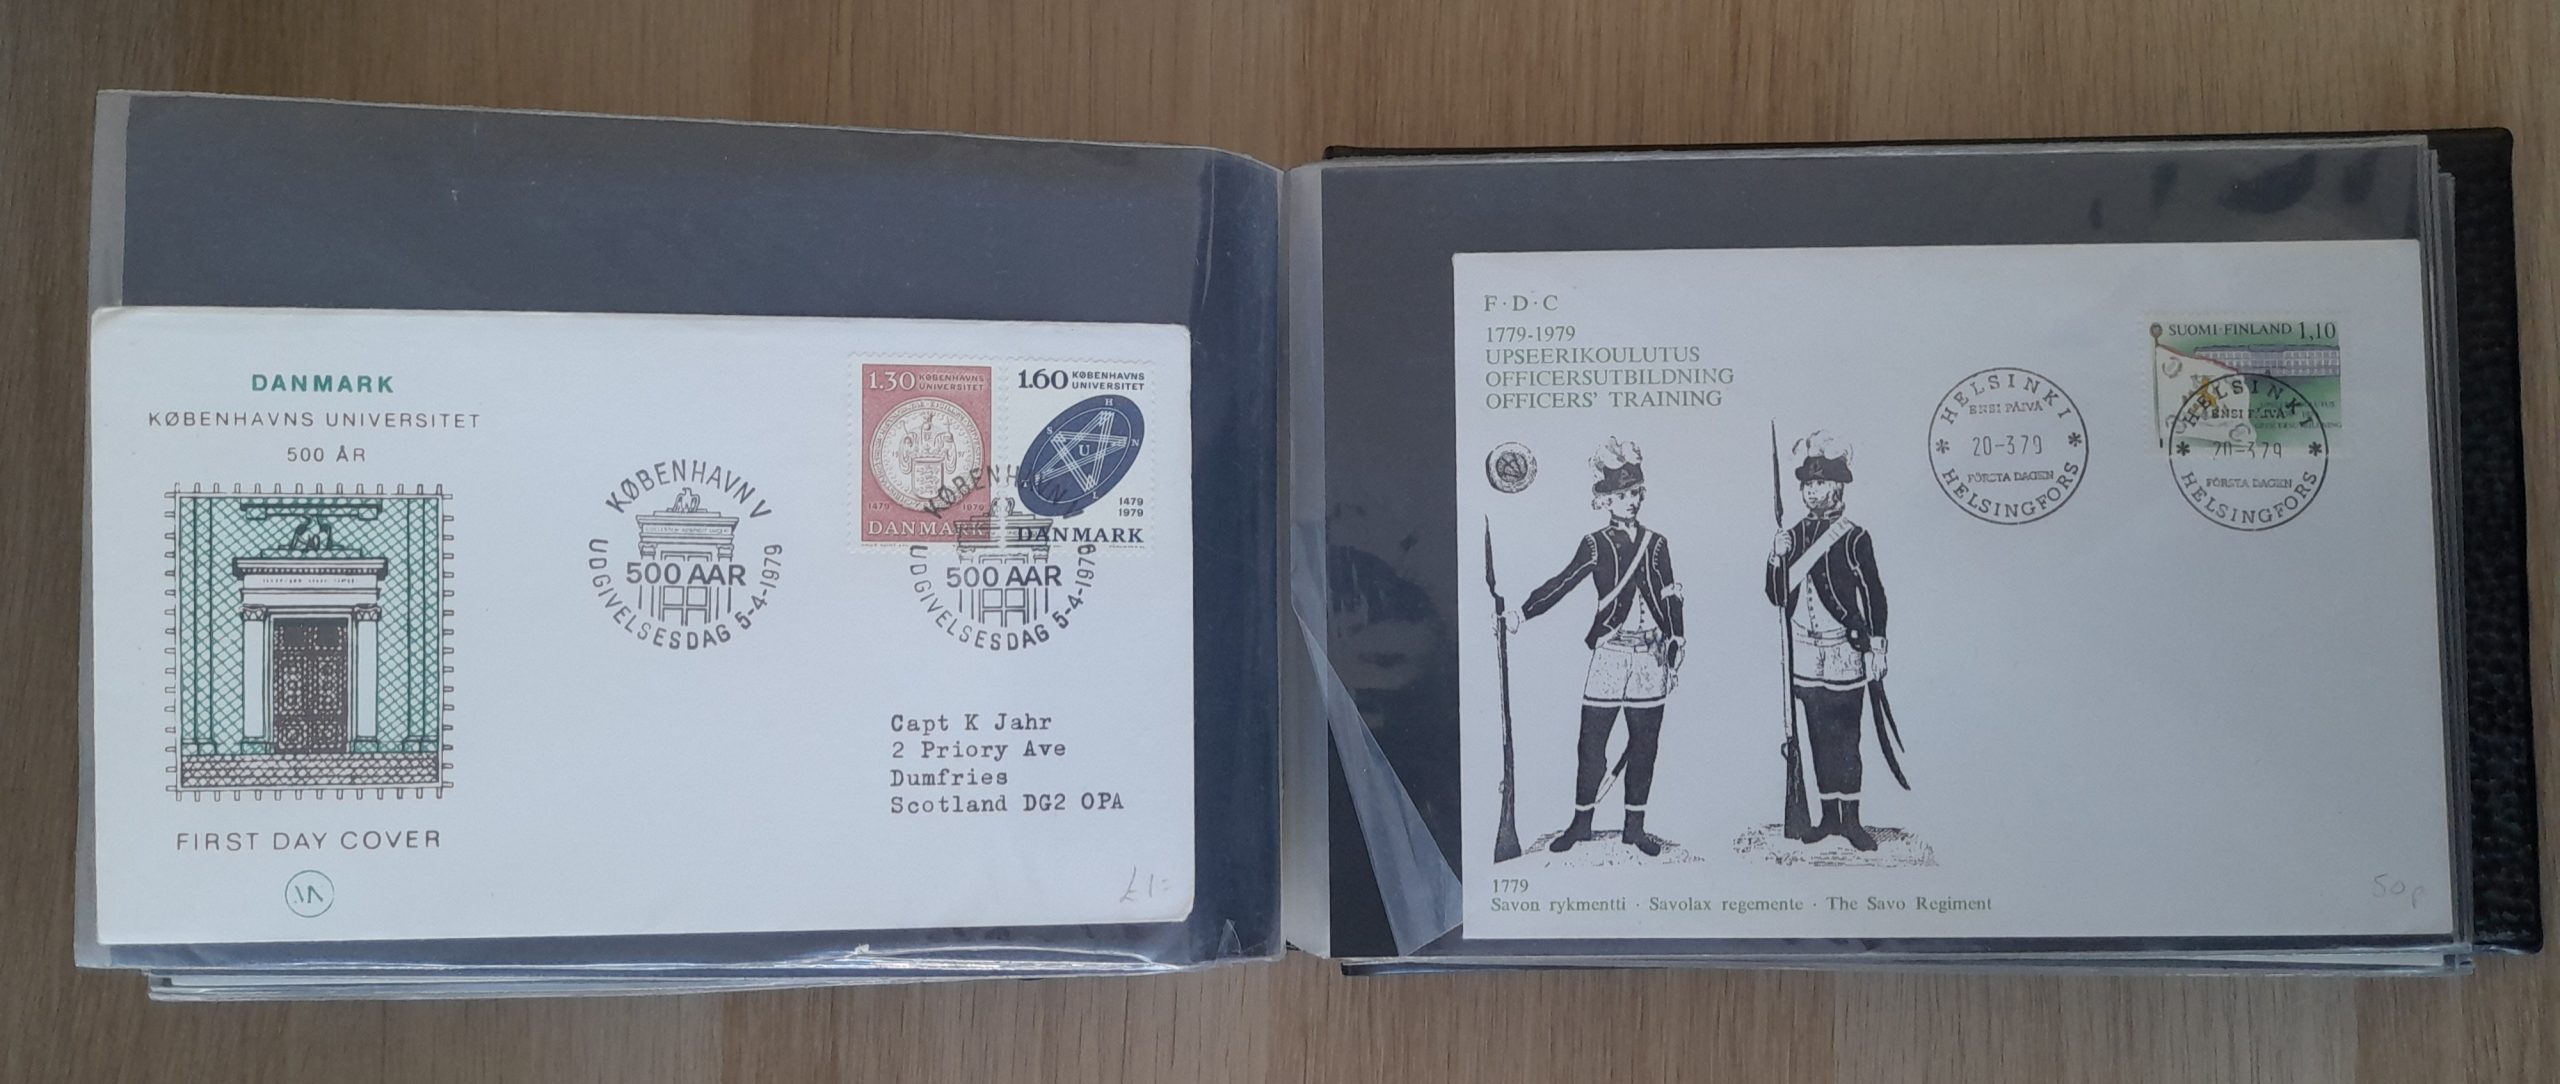 DANMARK
KØBENHAVNS UNIVERSITET
500 ÅR
FIRST DAY COVER
KØBENHAVN V
500 AAR
UDGIVELSESDAG 5-4-1979
1.30 KØBENHAVNS
UNIVERSITET
1479 1979
DANMARK
1.60 KØBENHAVNS
UNIVERSITET
H
S N
U
L
1479
1979
DANMARK
KØBENHAVN V
500 AAR
UDGIVELSESDAG 5-4-1979
Capt K Jahr
2 Priory Ave
Dumfries
Scotland DG2 OPA
£1=
F·D·C
1779-1979
UPSEERIKOULUTUS
OFFICERSUTBILDNING
OFFICERS' TRAINING
HELSINKI
ENSI PÄIVÄ
20-3.79
FÖRSTA DAGEN
HELSINGFORS
SUOMI·FINLAND 1,10
HELSINKI
ENSI PÄIVÄ
20-3.79
FÖRSTA DAGEN
HELSINGFORS
1779
Savon rykmentti · Savolax regemente · The Savo Regiment
50p